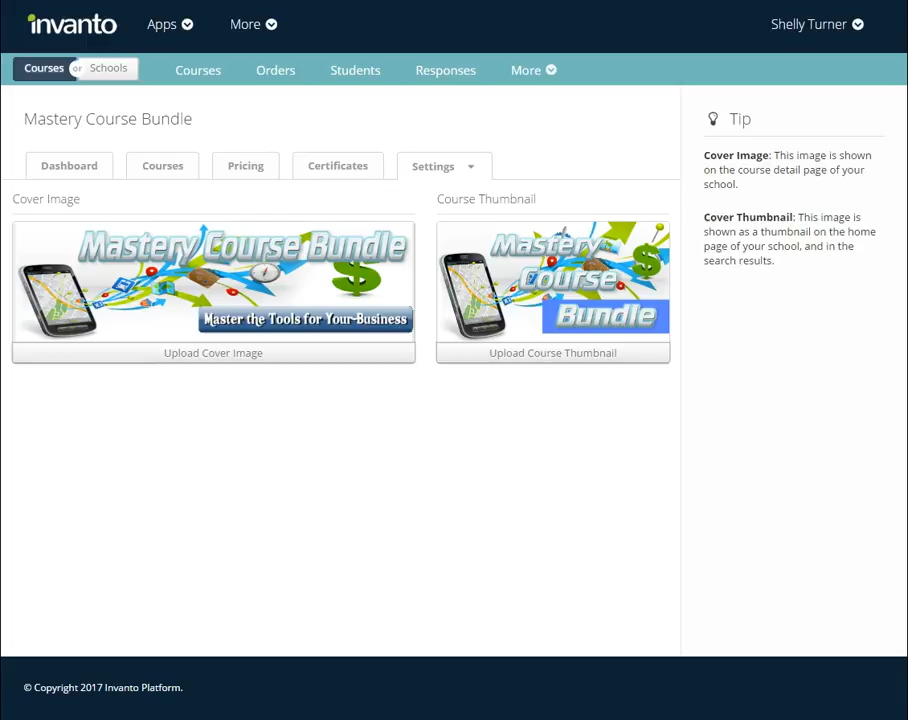 invanto
Apps
More
Shelly Turner
Courses or Schools
Courses
Orders
Students
Responses
More
Mastery Course Bundle
Dashboard
Courses
Pricing
Certificates
Settings
Cover Image
Mastery Course Bundle
Master the Tools for Your Business
Upload Cover Image
Course Thumbnail
Mastery
Course
Bundle
Upload Course Thumbnail
Tip
Cover Image: This image is shown
on the course detail page of your
school.
Cover Thumbnail: This image is
shown as a thumbnail on the home
page of your school, and in the
search results.
© Copyright 2017 Invanto Platform.